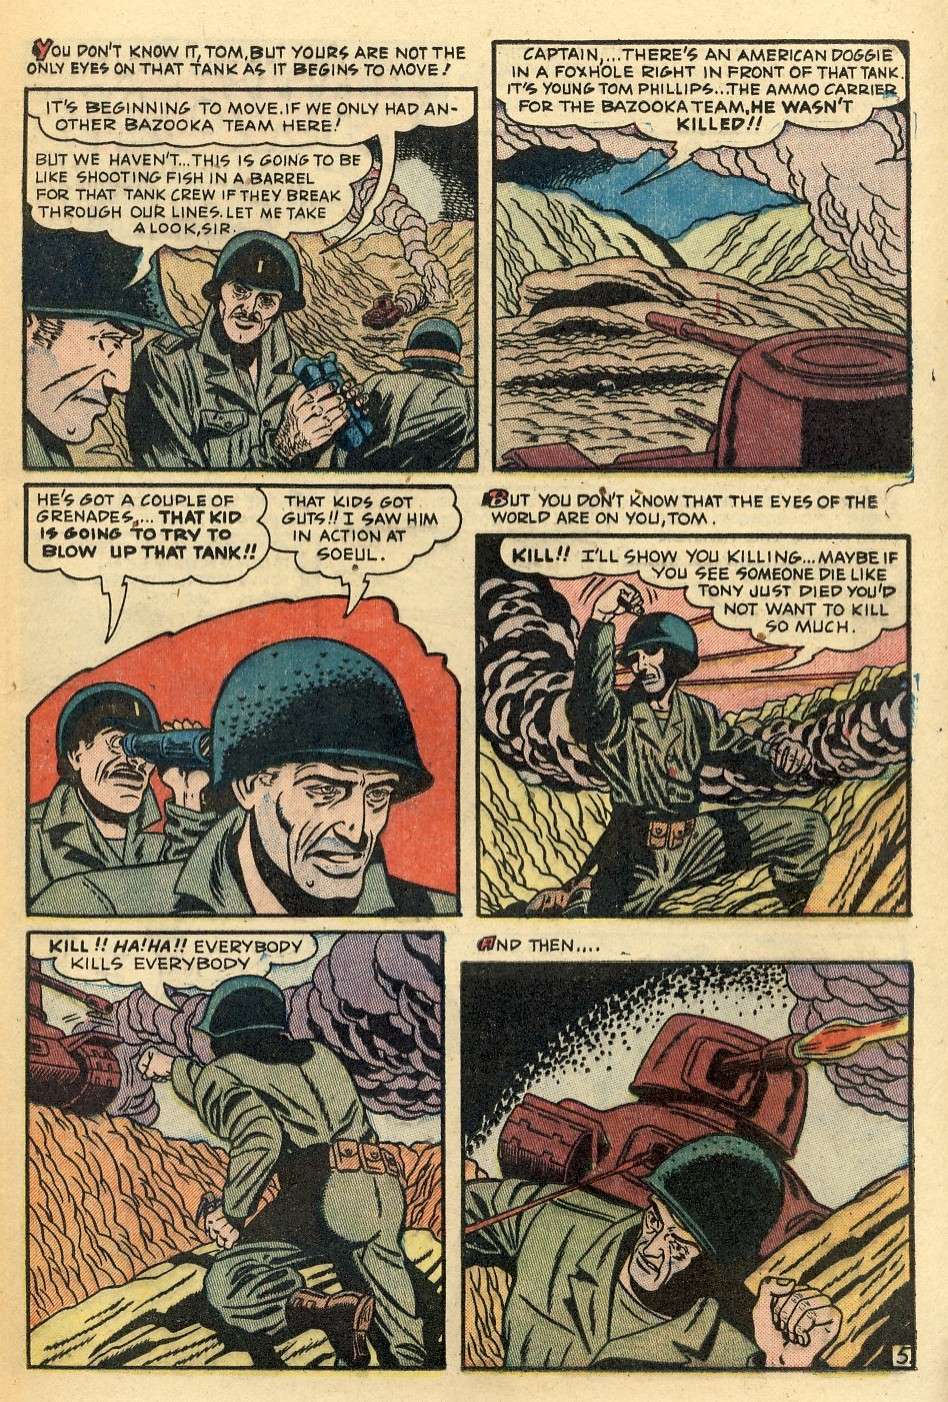 YOU DON'T KNOW IT, TOM, BUT YOURS ARE NOT THE
ONLY EYES ON THAT TANK AS IT BEGINS TO MOVE!
IT'S BEGINNING TO MOVE. IF WE ONLY HAD AN-
OTHER BAZOOKA TEAM HERE!
BUT WE HAVEN'T...THIS IS GOING TO BE
LIKE SHOOTING FISH IN A BARREL
FOR THAT TANK CREW IF THEY BREAK
THROUGH OUR LINES. LET ME TAKE
A LOOK, SIR.
CAPTAIN,...THERE'S AN AMERICAN DOGGIE
IN A FOXHOLE RIGHT IN FRONT OF THAT TANK.
IT'S YOUNG TOM PHILLIPS...THE AMMO CARRIER
FOR THE BAZOOKA TEAM. HE WASN'T
KILLED!!
HE'S GOT A COUPLE OF
GRENADES,... THAT KID
IS GOING TO TRY TO
BLOW UP THAT TANK!!
THAT KIDS GOT
GUTS!! I SAW HIM
IN ACTION AT
SOEUL.
BUT YOU DON'T KNOW THAT THE EYES OF THE
WORLD ARE ON YOU, TOM.
KILL!! I'LL SHOW YOU KILLING...MAYBE IF
YOU SEE SOMEONE DIE LIKE
TONY JUST DIED YOU'D
NOT WANT TO KILL
SO MUCH.
KILL!! HA!HA!! EVERYBODY
KILLS EVERYBODY
AND THEN....
5